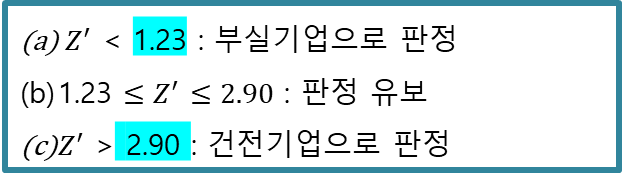 (a) Z′ < 1.23 : 부실기업으로 판정
(b) 1.23 ≤ Z′ ≤ 2.90 : 판정 유보
(c)Z′ > 2.90 : 건전기업으로 판정